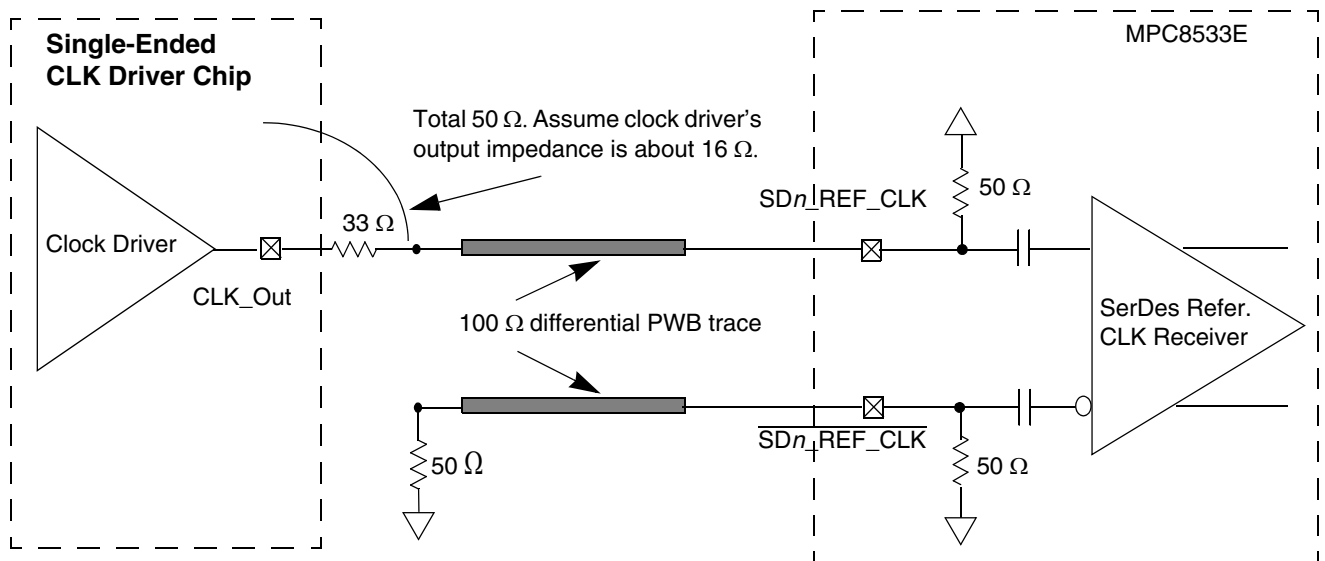 Single-Ended
CLK Driver Chip
MPC8533E
Total 50 Ω. Assume clock driver's
output impedance is about 16 Ω.
SDn_REF_CLK
50 Ω
33 Ω
Clock Driver
CLK_Out
100 Ω differential PWB trace
SerDes Refer.
CLK Receiver
SDn_REF_CLK
50 Ω
50 Ω